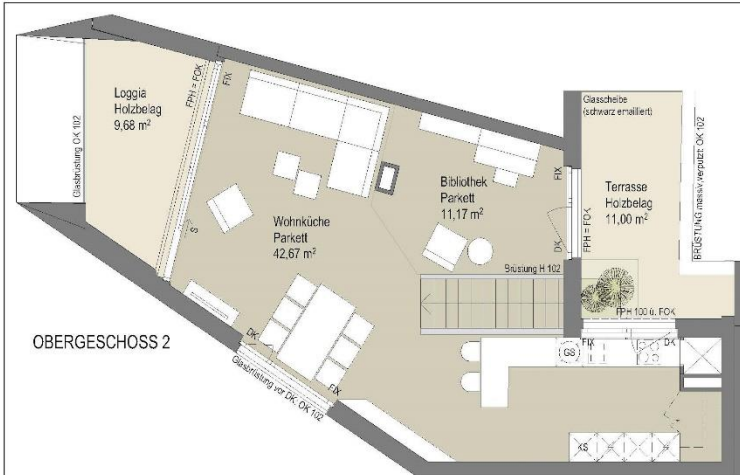 Loggia
Holzbelag
9,68 m²
FPH = FOK
FIX
Glasbrüstung OK 102
S
Wohnküche
Parkett
42,67 m²
Bibliothek
Parkett
11,17 m²
FIX
DK
FPH = FOK
Glasscheibe
(schwarz emailliert)
Terrasse
Holzbelag
11,00 m²
BRÜSTUNG massiv,verputzt OK 102
Brüstung H 102
FPH 100 ü. FOK
FIX
DK
GS
KS
DK
FIX
Glasbrüstung vor DK, OK 102
OBERGESCHOSS 2